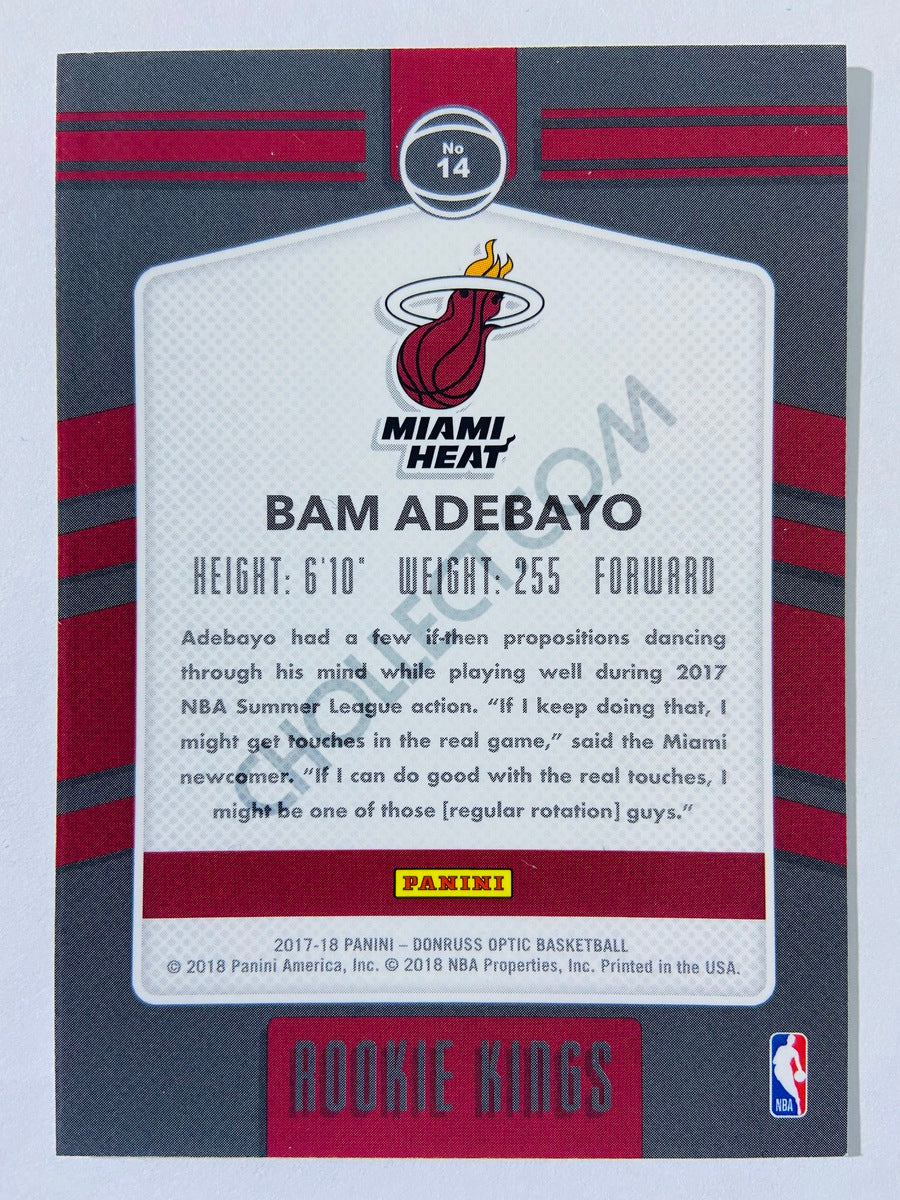 No
14
MIAMI
HEAT
BAM ADEBAYO
HEIGHT: 6'10" WEIGHT: 255 FORWARD
Adebayo had a few if-then propositions dancing
through his mind while playing well during 2017
NBA Summer League action. “If I keep doing that, I
might get touches in the real game,” said the Miami
newcomer. “If I can do good with the real touches, I
might be one of those [regular rotation] guys.”
CHOLLECT.COM
PANINI
2017-18 PANINI – DONRUSS OPTIC BASKETBALL
© 2018 Panini America, Inc. © 2018 NBA Properties, Inc. Printed in the USA.
ROOKIE KINGS
NBA